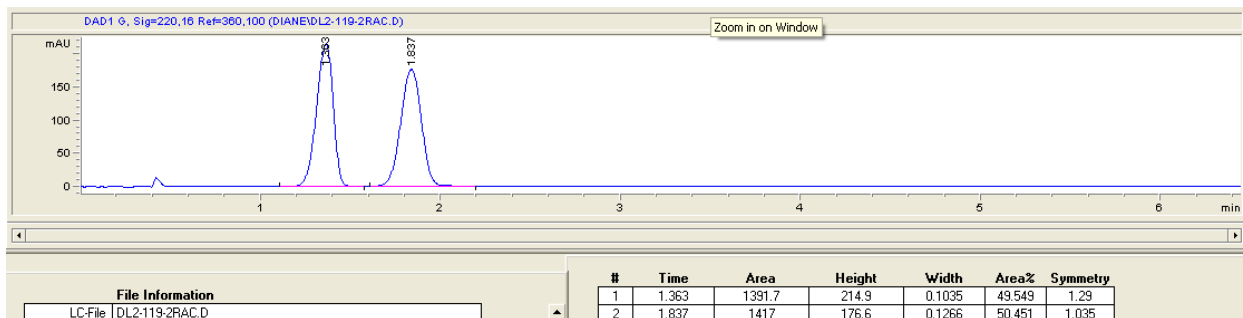 DAD1 G, Sig=220,16 Ref=360,100 (DIANE\DL2-119-2RAC.D)
Zoom in on Window
mAU
1.363
1.837
150
100
50
0
1 2 3 4 5 6 min
# Time Area Height Width Area% Symmetry
1 1.363 1391.7 214.9 0.1035 49.549 1.29
2 1.837 1417 176.6 0.1266 50.451 1.035
File Information
LC-File DL2-119-2RAC.D